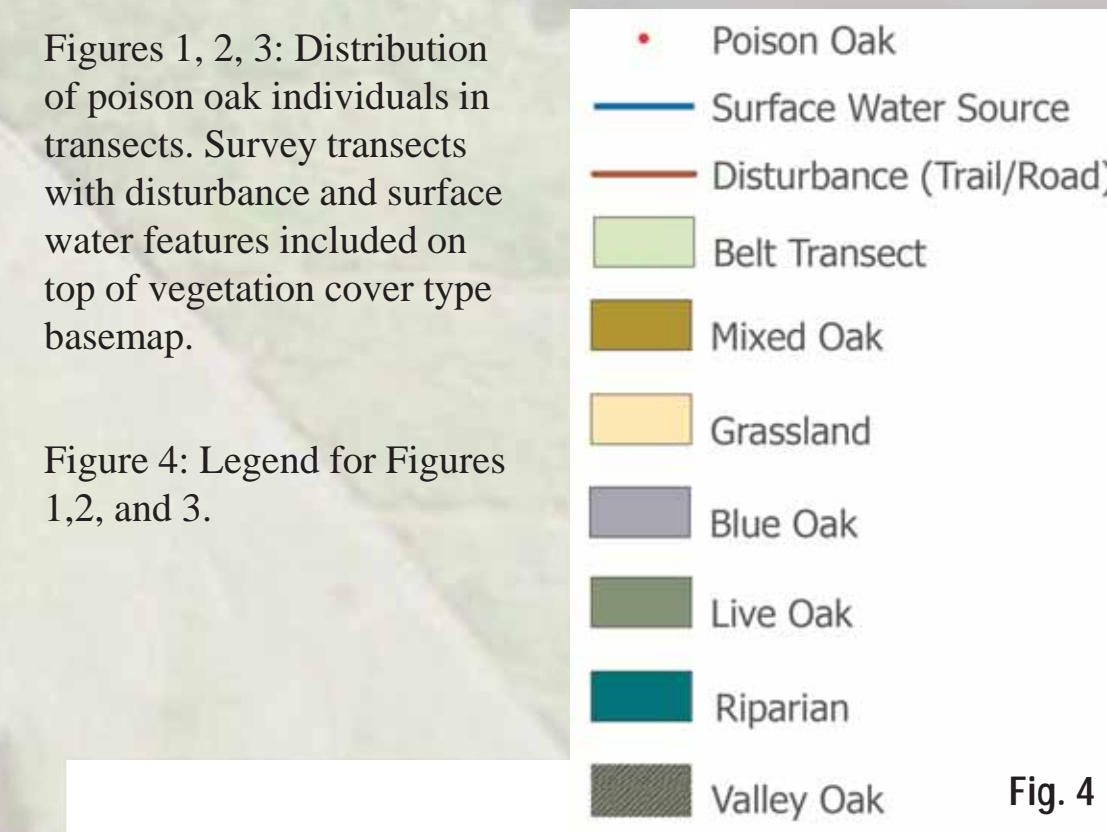 Figures 1, 2, 3: Distribution
of poison oak individuals in
transects. Survey transects
with disturbance and surface
water features included on
top of vegetation cover type
basemap.
Figure 4: Legend for Figures
1,2, and 3.
Poison Oak
Surface Water Source
Disturbance (Trail/Road)
Belt Transect
Mixed Oak
Grassland
Blue Oak
Live Oak
Riparian
Valley Oak
Fig. 4